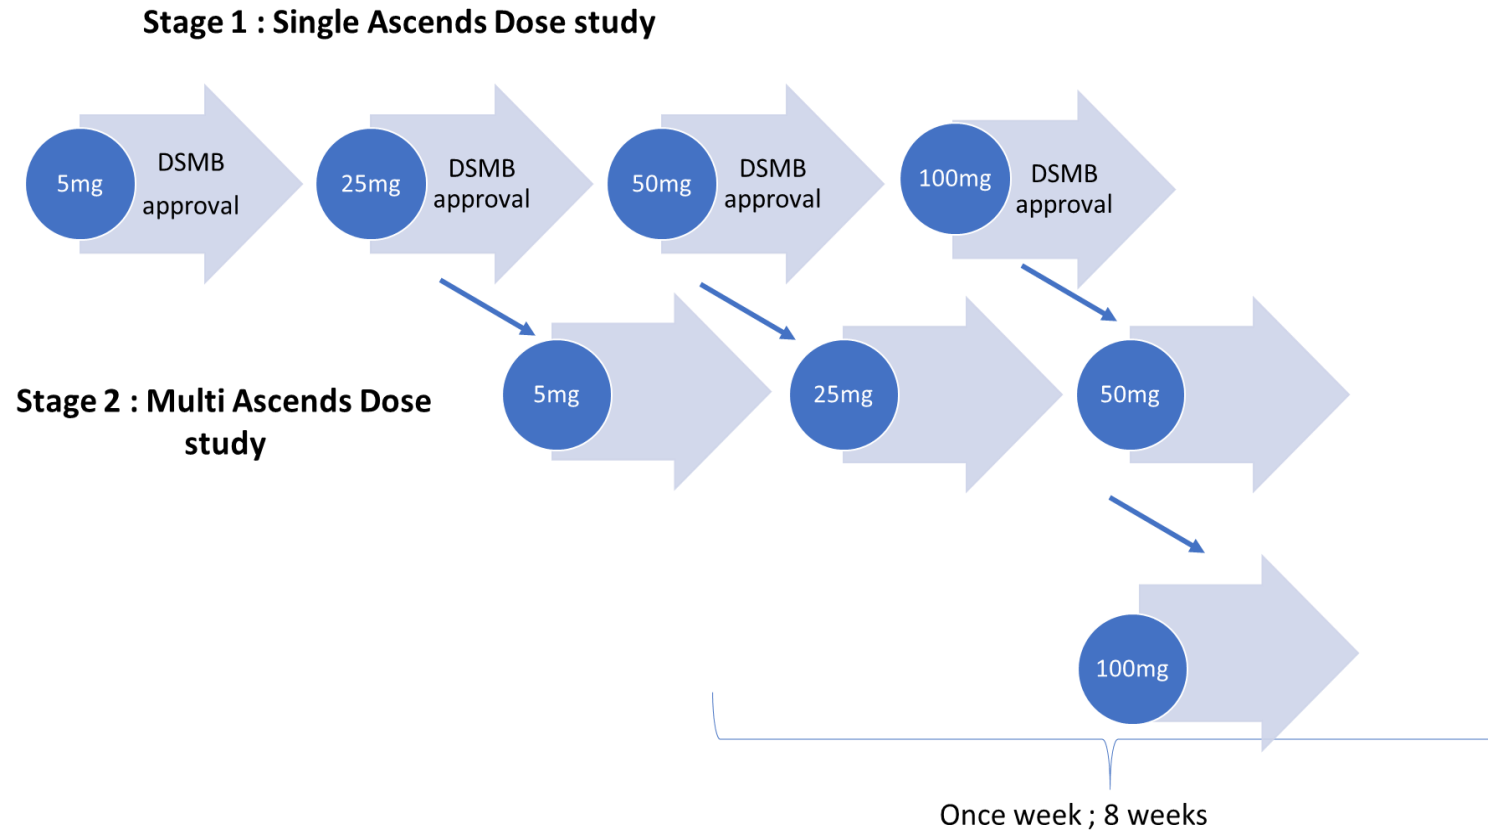 Stage 1 : Single Ascends Dose study
5mg
DSMB
approval
25mg
DSMB
approval
50mg
DSMB
approval
100mg
DSMB
approval
Stage 2 : Multi Ascends Dose
study
5mg
25mg
50mg
100mg
Once week ; 8 weeks